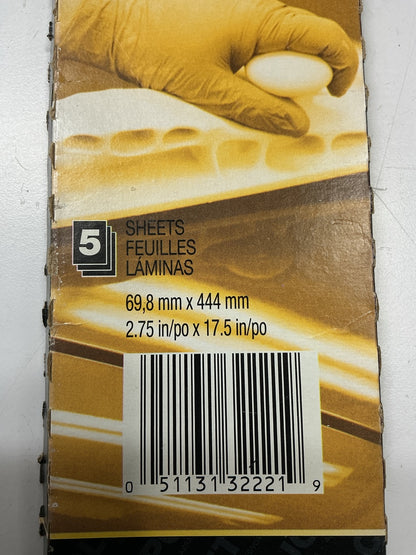 5
SHEETS
FEUILLES
LÁMINAS
69,8 mm x 444 mm
2.75 in/po x 17.5 in/po
0 51131 32221 9